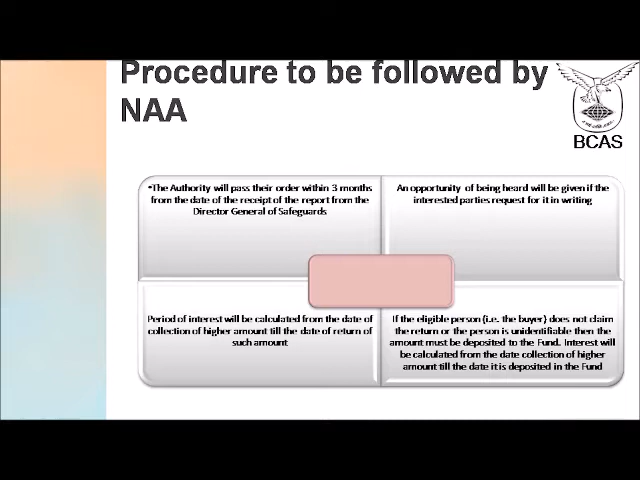 Procedure to be followed by
NAA
BCAS
•The Authority will pass their order within 3 months
from the date of the receipt of the report from the
Director General of Safeguards
An opportunity of being heard will be given if the
interested parties request for it in writing
Period of interest will be calculated from the date of
collection of higher amount till the date of return of
such amount
If the eligible person (i.e. the buyer) does not claim
the return or the person is unidentifiable then the
amount must be deposited to the Fund. Interest will
be calculated from the date collection of higher
amount till the date it is deposited in the Fund